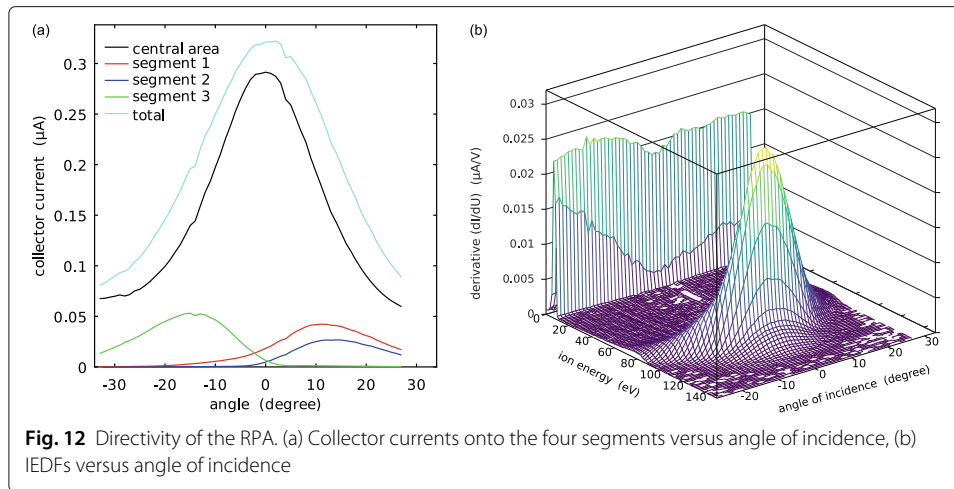 (a)
central area
segment 1
segment 2
segment 3
total
0.3
0.25
0.2
0.15
0.1
0.05
0
collector current (μA)
-30 -20 -10 0 10 20 30
angle (degree)
(b)
0.03
0.025
0.02
0.015
0.01
0.005
0
derivative (dI/dU) (μA/V)
20
40
60
80
100
120
140
ion energy (eV)
-20
-10
0
10
20
30
angle of incidence (degree)
Fig. 12 Directivity of the RPA. (a) Collector currents onto the four segments versus angle of incidence, (b)
IEDFs versus angle of incidence